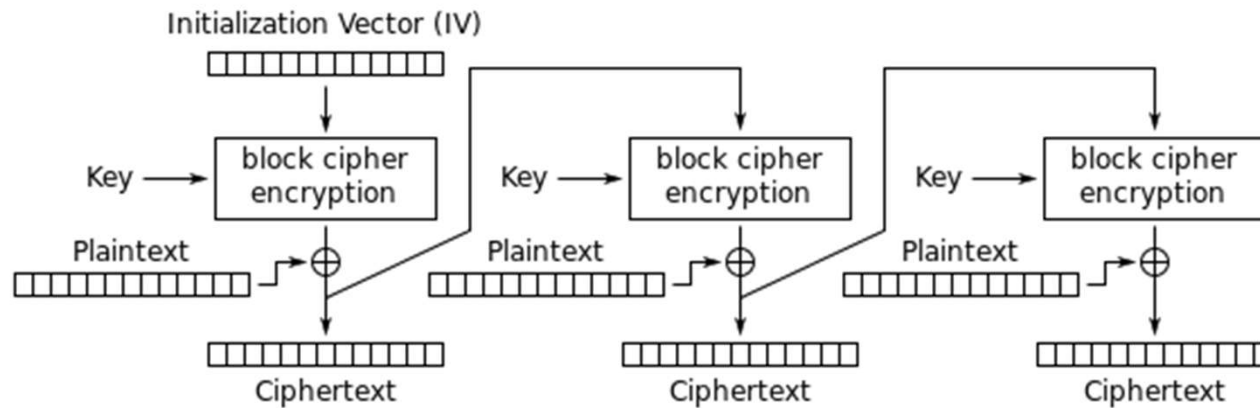 Initialization Vector (IV)
Key
block cipher
encryption
Key
block cipher
encryption
Key
block cipher
encryption
Plaintext
Plaintext
Plaintext
Ciphertext
Ciphertext
Ciphertext